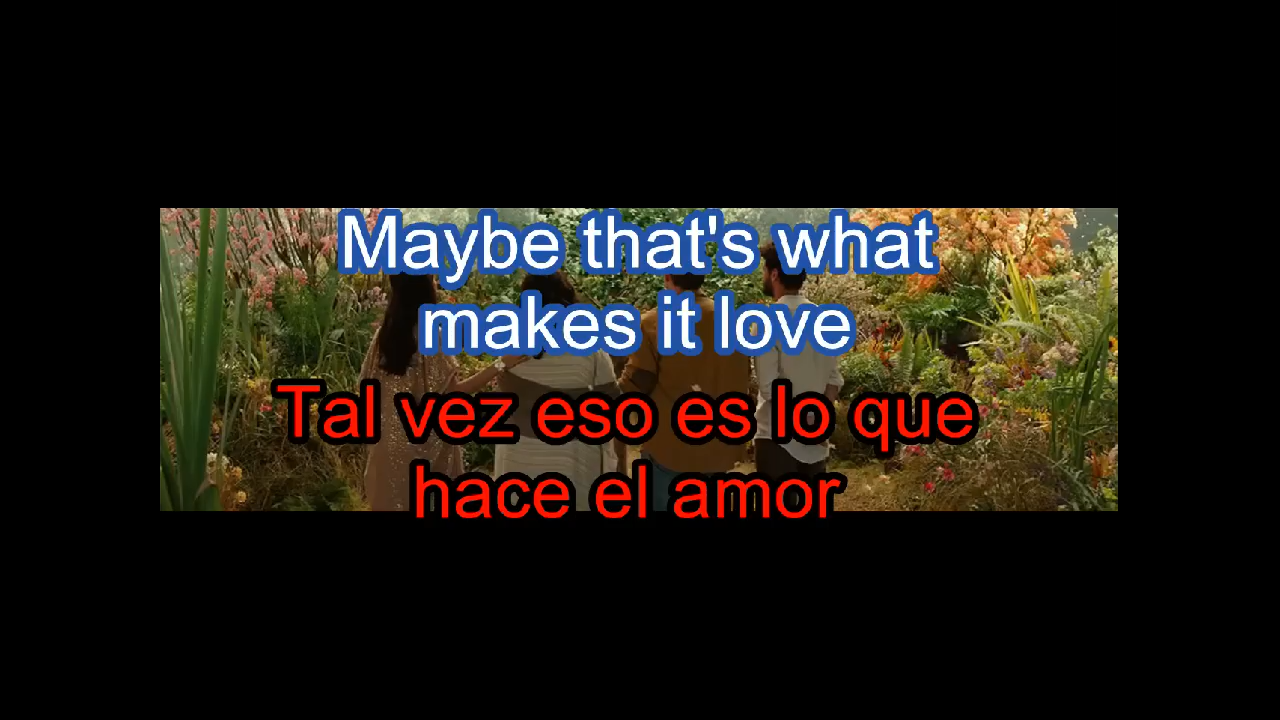 Maybe that's what
makes it love
Tal vez eso es lo que
hace el amor